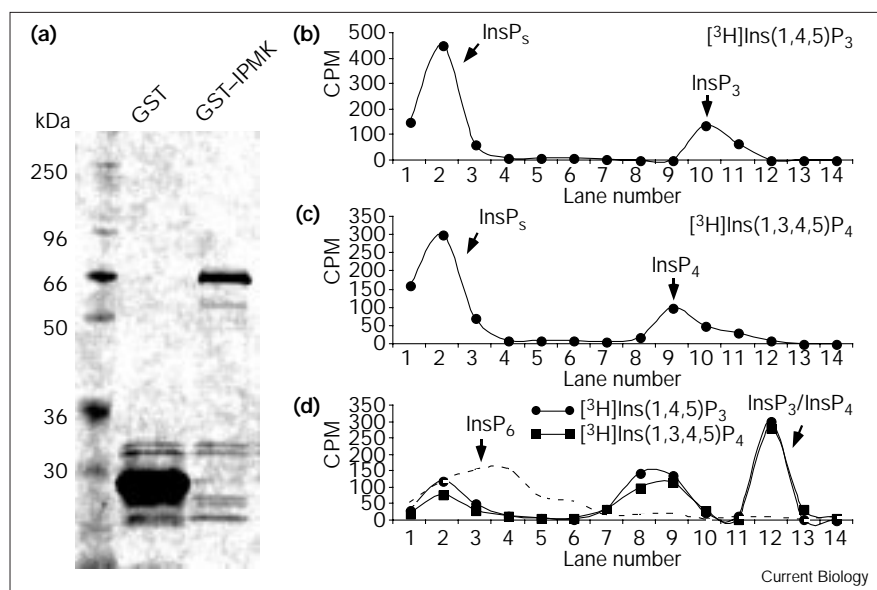 (a)
GST
GST–IPMK
kDa
250
96
66
50
36
30
(b)
[³H]Ins(1,4,5)P₃
CPM
500
400
300
200
100
0
InsPₛ
InsP₃
1 2 3 4 5 6 7 8 9 10 11 12 13 14
Lane number
(c)
[³H]Ins(1,3,4,5)P₄
CPM
350
300
250
200
150
100
50
0
InsPₛ
InsP₄
1 2 3 4 5 6 7 8 9 10 11 12 13 14
Lane number
(d)
[³H]Ins(1,4,5)P₃
[³H]Ins(1,3,4,5)P₄
InsP₃/InsP₄
CPM
350
300
250
200
150
100
50
0
InsP₆
1 2 3 4 5 6 7 8 9 10 11 12 13 14
Lane number
Current Biology